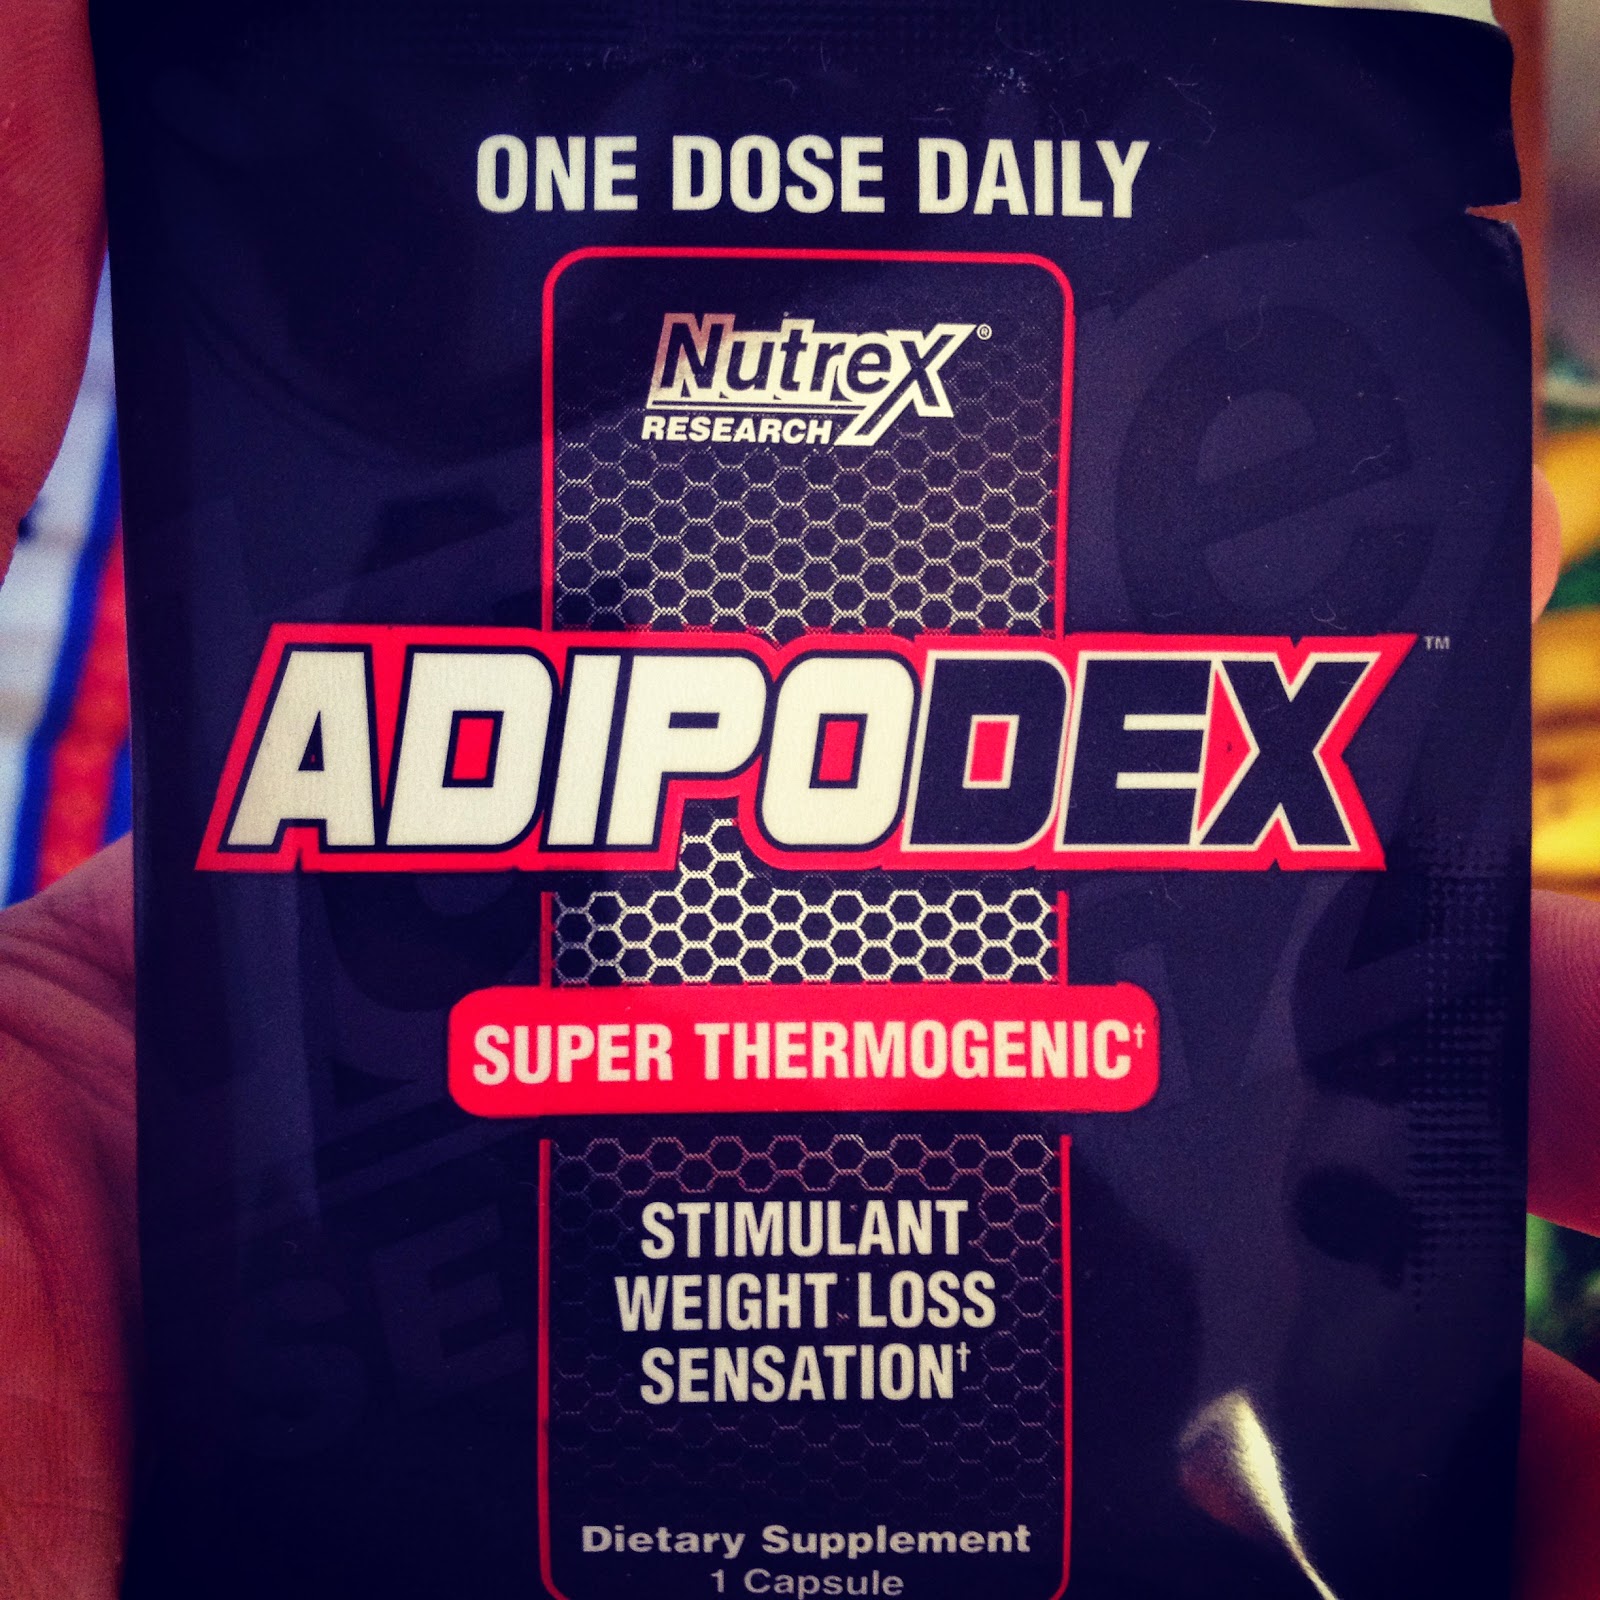 ONE DOSE DAILY
Nutrex®
RESEARCH
ADIPODEX™
SUPER THERMOGENIC†
STIMULANT
WEIGHT LOSS
SENSATION†
Dietary Supplement
1 Capsule